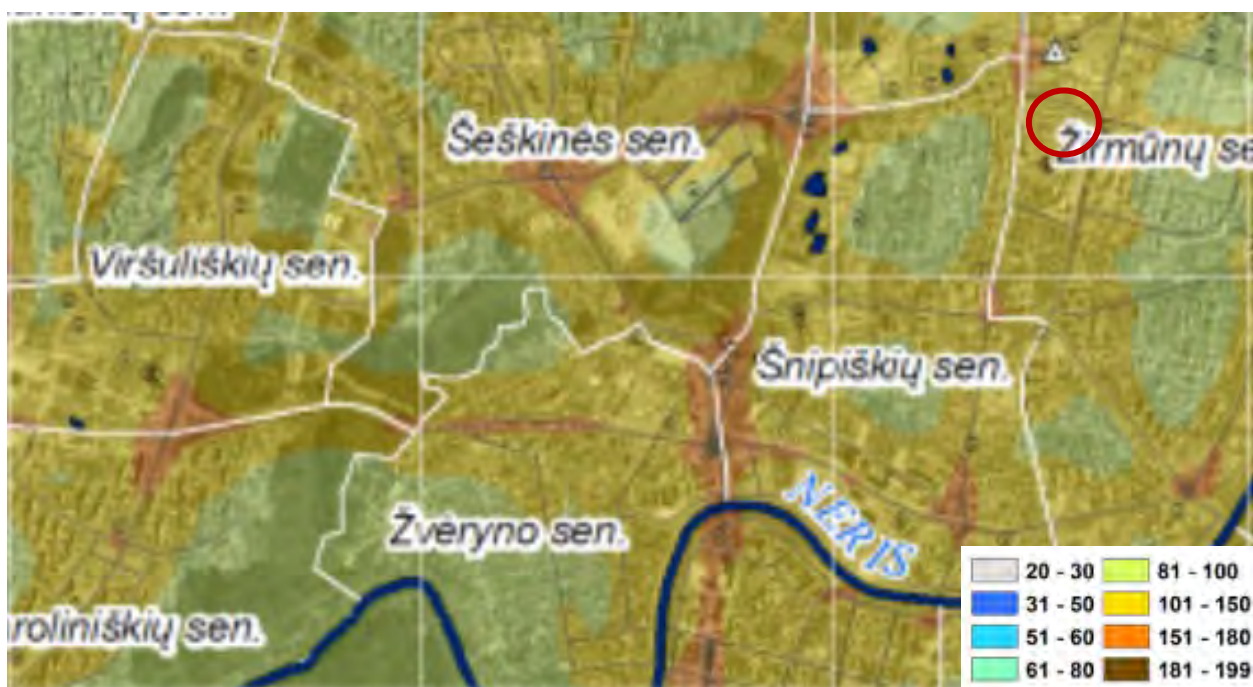 Šeškinės sen.
Žirmūnų se
Viršuliškių sen.
Šnipiškių sen.
NERIS
Žvėryno sen.
roliniškių sen.
20 - 30
81 - 100
31 - 50
101 - 150
51 - 60
151 - 180
61 - 80
181 - 199